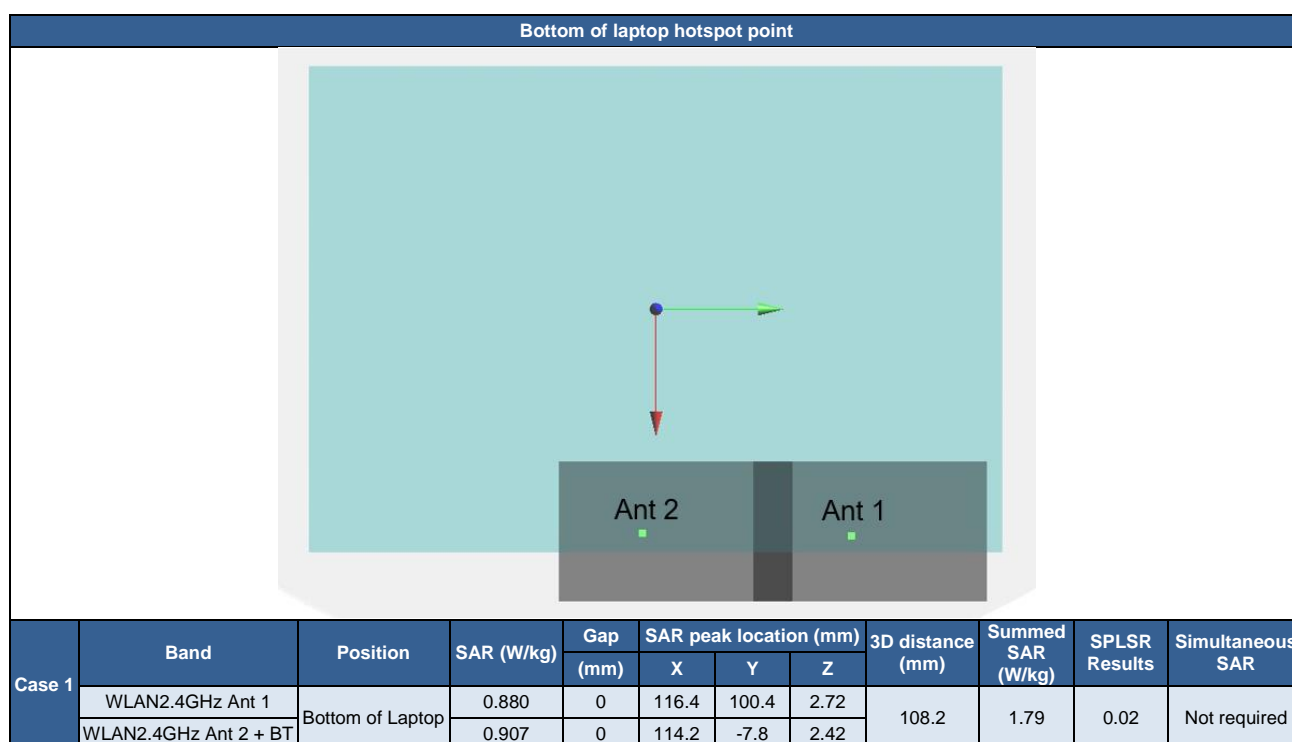 Bottom of laptop hotspot point
Ant 2 Ant 1
Case 1 Band Position SAR (W/kg) Gap (mm) SAR peak location (mm) X Y Z 3D distance (mm) Summed SAR (W/kg) SPLSR Results Simultaneous SAR
WLAN2.4GHz Ant 1 Bottom of Laptop 0.880 0 116.4 100.4 2.72 108.2 1.79 0.02 Not required
WLAN2.4GHz Ant 2 + BT 0.907 0 114.2 -7.8 2.42